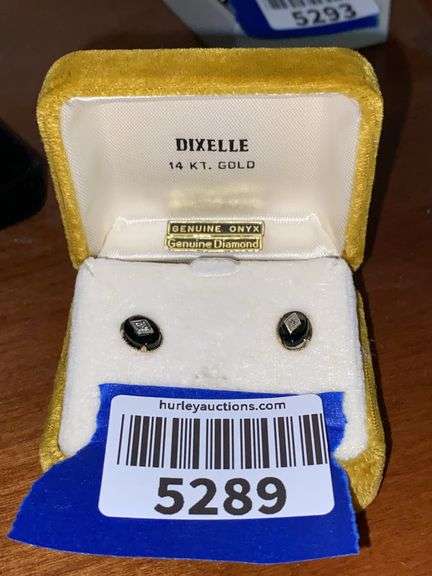 5293
DIXELLE
14 KT. GOLD
GENUINE ONYX
Genuine Diamond
hurleyauctions.com
5289